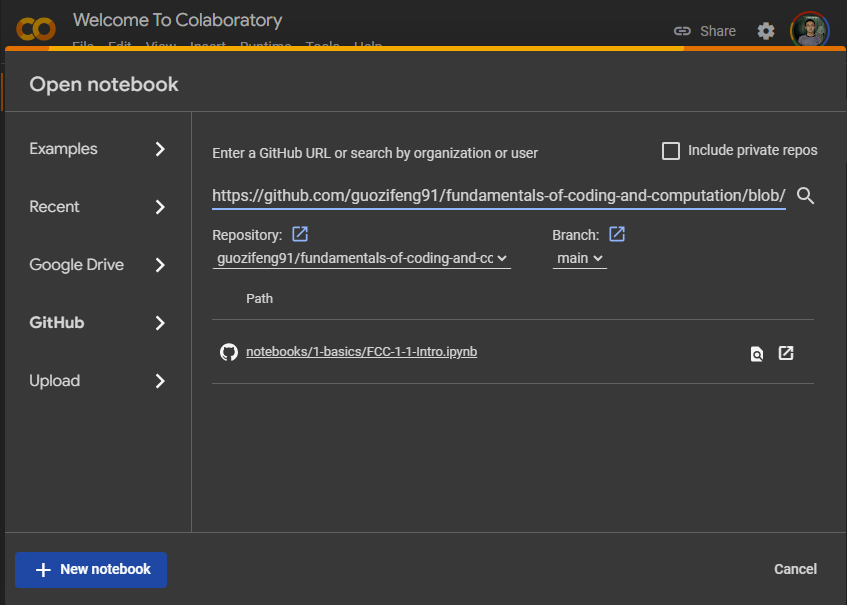 Welcome To Colaboratory
File Edit View Insert Runtime Tools Help
Share
Open notebook
Examples
Recent
Google Drive
GitHub
Upload
Enter a GitHub URL or search by organization or user
Include private repos
https://github.com/guozifeng91/fundamentals-of-coding-and-computation/blob/
Repository:
Branch:
guozifeng91/fundamentals-of-coding-and-cc
main
Path
notebooks/1-basics/FCC-1-1-Intro.ipynb
+ New notebook
Cancel